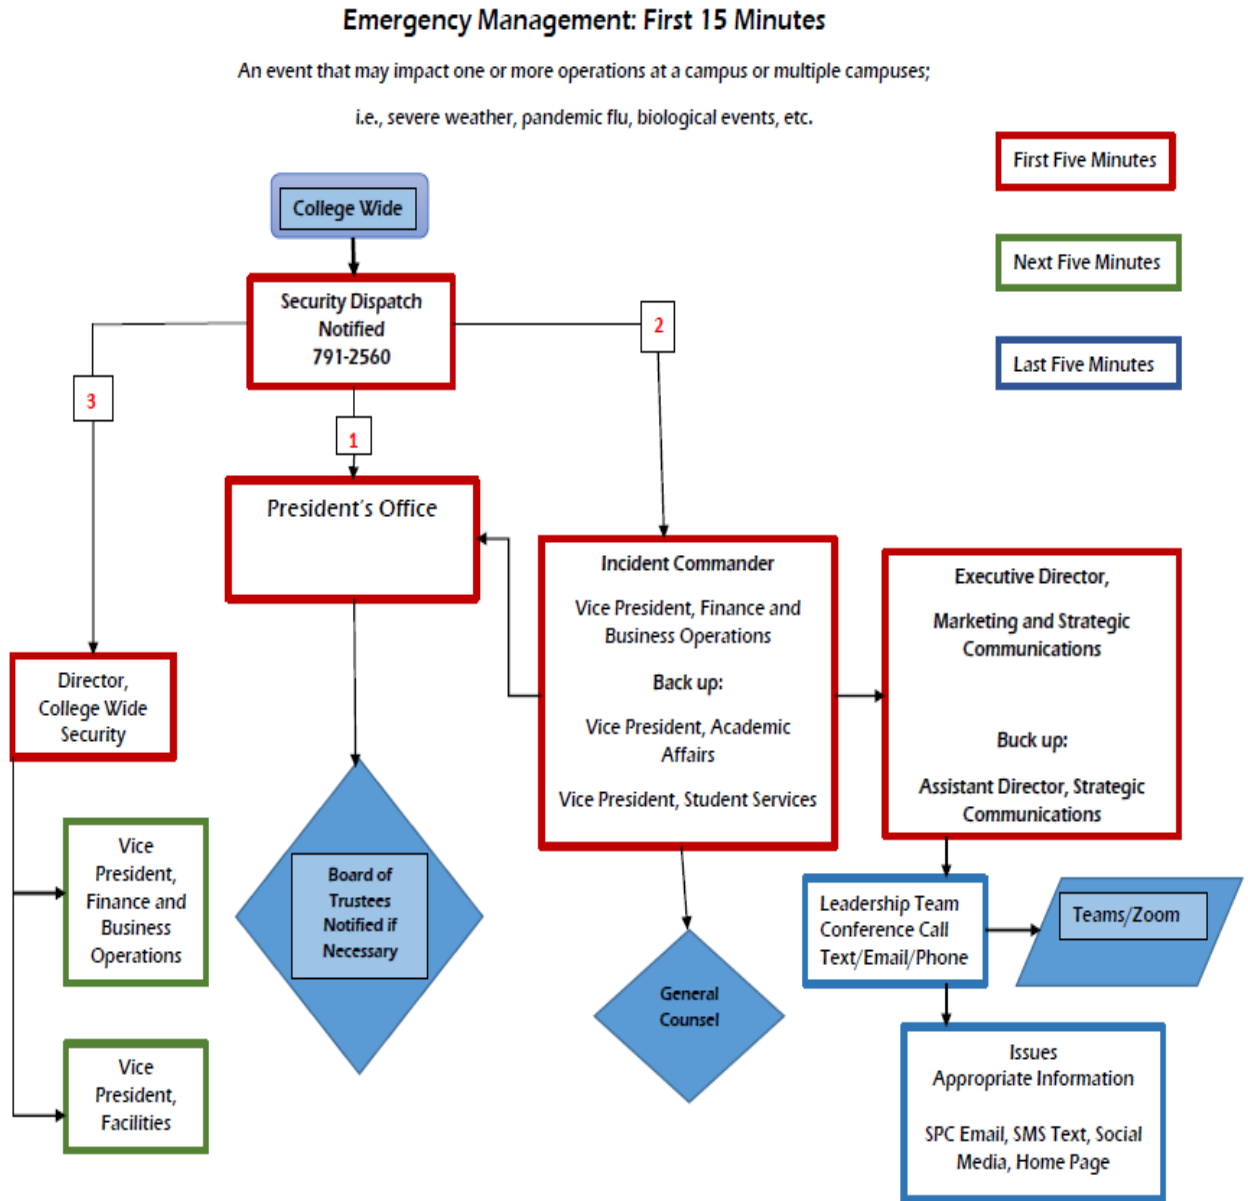 Emergency Management: First 15 Minutes
An event that may impact one or more operations at a campus or multiple campuses;
i.e., severe weather, pandemic flu, biological events, etc.
First Five Minutes
Next Five Minutes
Last Five Minutes
College Wide
Security Dispatch
Notified
791-2560
3
1
2
President's Office
Incident Commander
Vice President, Finance and
Business Operations
Back up:
Vice President, Academic
Affairs
Vice President, Student Services
Executive Director,
Marketing and Strategic
Communications
Buck up:
Assistant Director, Strategic
Communications
Director,
College Wide
Security
Vice
President,
Finance and
Business
Operations
Vice
President,
Facilities
Board of
Trustees
Notified if
Necessary
General
Counsel
Leadership Team
Conference Call
Text/Email/Phone
Teams/Zoom
Issues
Appropriate Information
SPC Email, SMS Text, Social
Media, Home Page